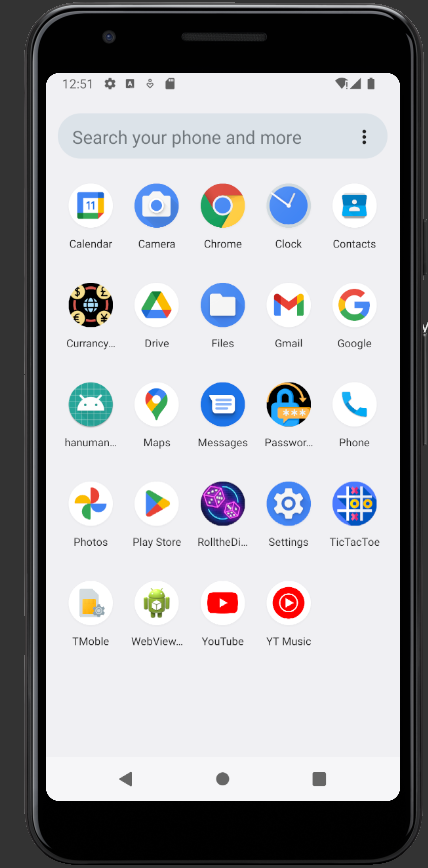 12:51
Search your phone and more
11
Calendar
Camera
Chrome
Clock
Contacts
Currancy...
Drive
Files
Gmail
Google
hanuman...
Maps
Messages
Passwor...
Phone
Photos
Play Store
RolltheDi...
Settings
TicTacToe
TMoble
WebView...
YouTube
YT Music